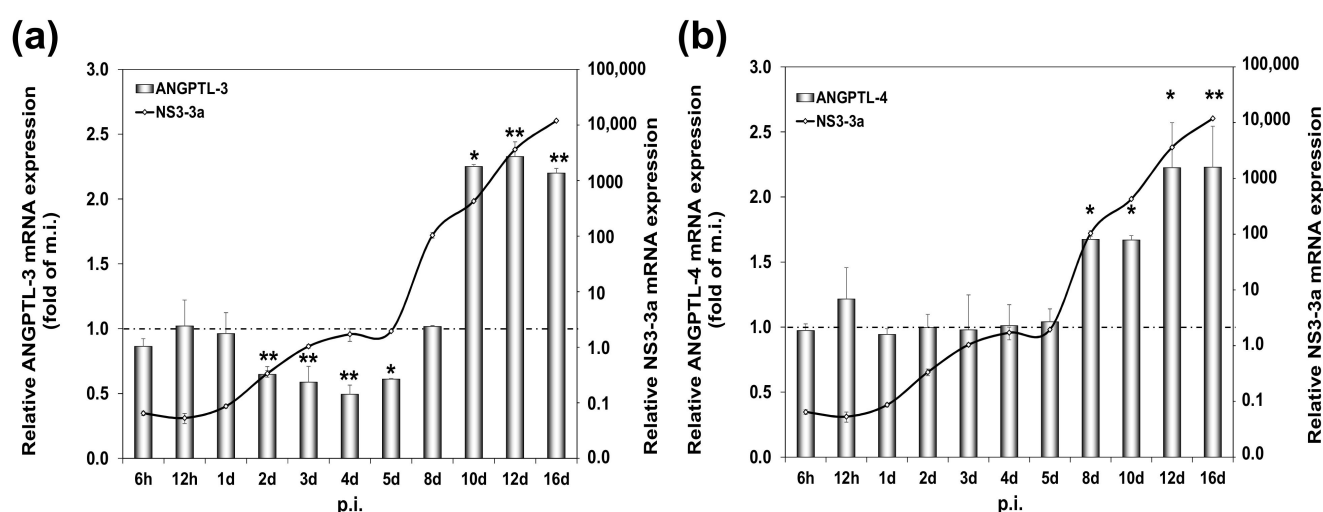 (a)
Relative ANGPTL-3 mRNA expression
(fold of m.i.)
3.0
2.5
2.0
1.5
1.0
0.5
0.0
ANGPTL-3
NS3-3a
** ** ** * * ** **
100,000
10,000
1000
100
10
1.0
0.1
0.0
Relative NS3-3a mRNA expression
6h 12h 1d 2d 3d 4d 5d 8d 10d 12d 16d
p.i.
(b)
Relative ANGPTL-4 mRNA expression
(fold of m.i.)
3.0
2.5
2.0
1.5
1.0
0.5
0.0
ANGPTL-4
NS3-3a
* * * **
100,000
10,000
1000
100
10
1.0
0.1
0.0
Relative NS3-3a mRNA expression
6h 12h 1d 2d 3d 4d 5d 8d 10d 12d 16d
p.i.